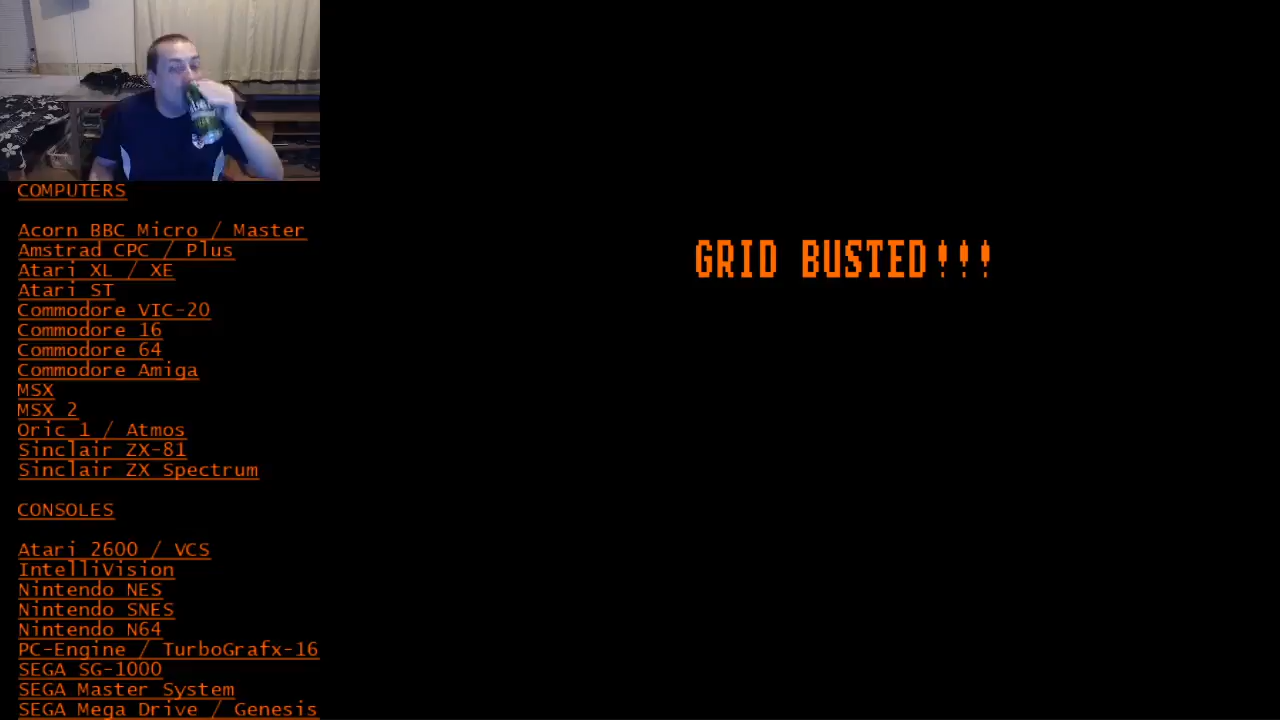 COMPUTERS
Acorn BBC Micro / Master
Amstrad CPC / Plus
Atari XL / XE
Atari ST
Commodore VIC-20
Commodore 16
Commodore 64
Commodore Amiga
MSX
MSX 2
Oric 1 / Atmos
Sinclair ZX-81
Sinclair ZX Spectrum
CONSOLES
Atari 2600 / VCS
IntelliVision
Nintendo NES
Nintendo SNES
Nintendo N64
PC-Engine / TurboGrafx-16
SEGA SG-1000
SEGA Master System
SEGA Mega Drive / Genesis
GRID BUSTED!!!